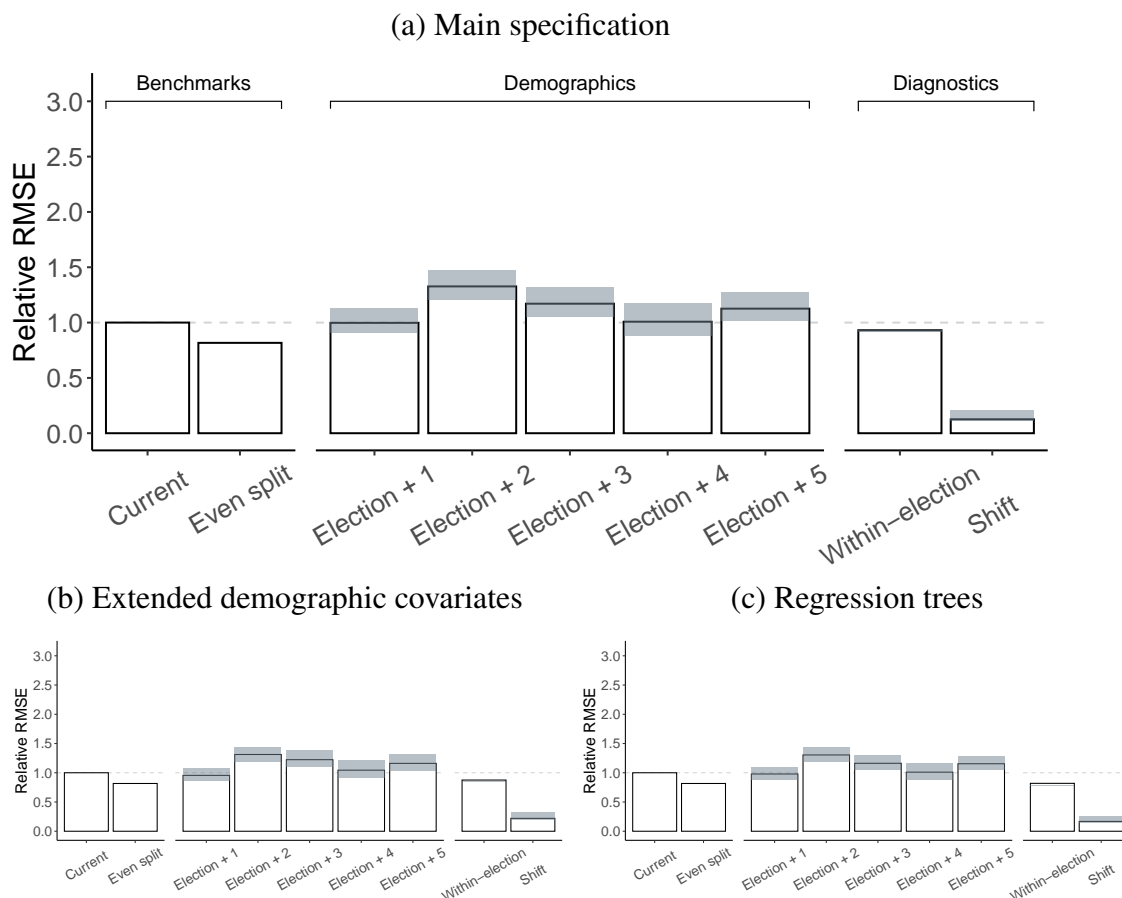 (a) Main specification
Benchmarks Demographics Diagnostics
Relative RMSE
3.0
2.5
2.0
1.5
1.0
0.5
0.0
Current Even split Election + 1 Election + 2 Election + 3 Election + 4 Election + 5 Within−election Shift
(b) Extended demographic covariates
Relative RMSE
3.0
2.5
2.0
1.5
1.0
0.5
0.0
Current Even split Election + 1 Election + 2 Election + 3 Election + 4 Election + 5 Within−election Shift
(c) Regression trees
Relative RMSE
3.0
2.5
2.0
1.5
1.0
0.5
0.0
Current Even split Election + 1 Election + 2 Election + 3 Election + 4 Election + 5 Within−election Shift